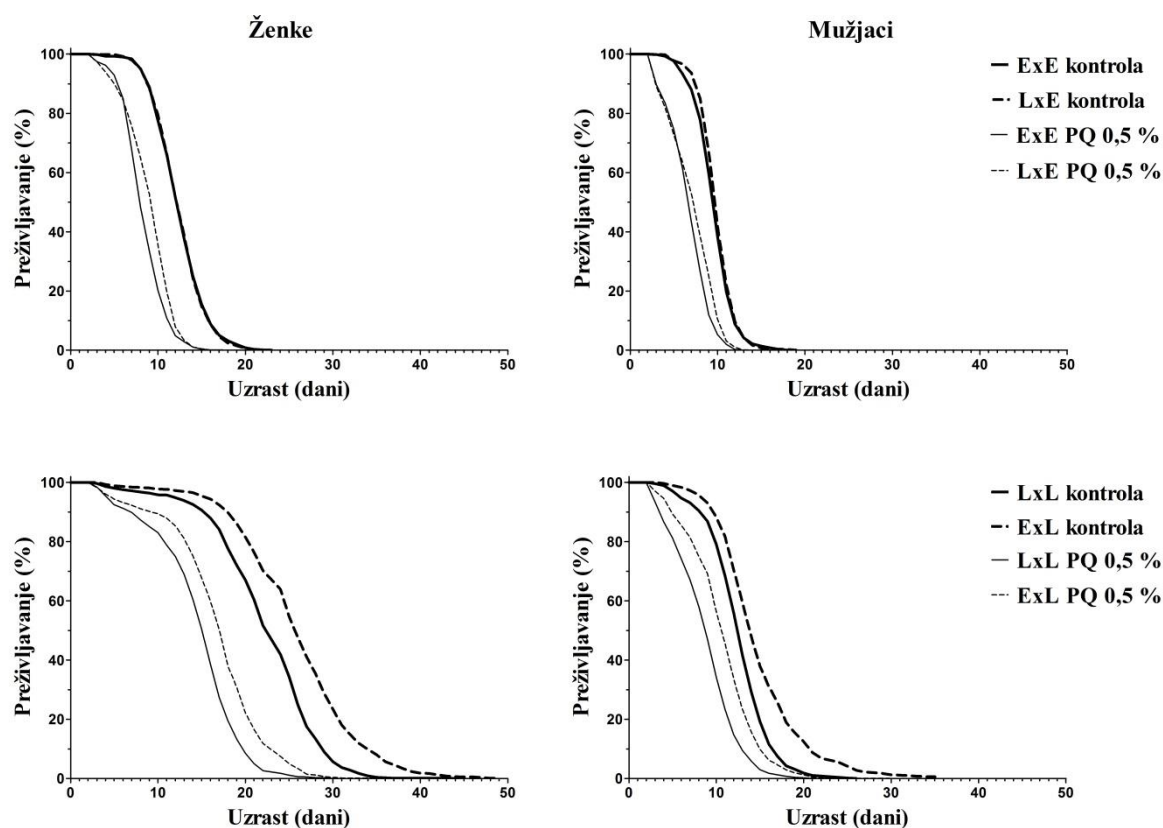 Ženke
Preživljavanje (%)
100
80
60
40
20
0
0 10 20 30 40 50
Uzrast (dani)
Mužjaci
Preživljavanje (%)
100
80
60
40
20
0
0 10 20 30 40 50
Uzrast (dani)
ExE kontrola
LxE kontrola
ExE PQ 0,5 %
LxE PQ 0,5 %
Preživljavanje (%)
100
80
60
40
20
0
0 10 20 30 40 50
Uzrast (dani)
Preživljavanje (%)
100
80
60
40
20
0
0 10 20 30 40 50
Uzrast (dani)
LxL kontrola
ExL kontrola
LxL PQ 0,5 %
ExL PQ 0,5 %